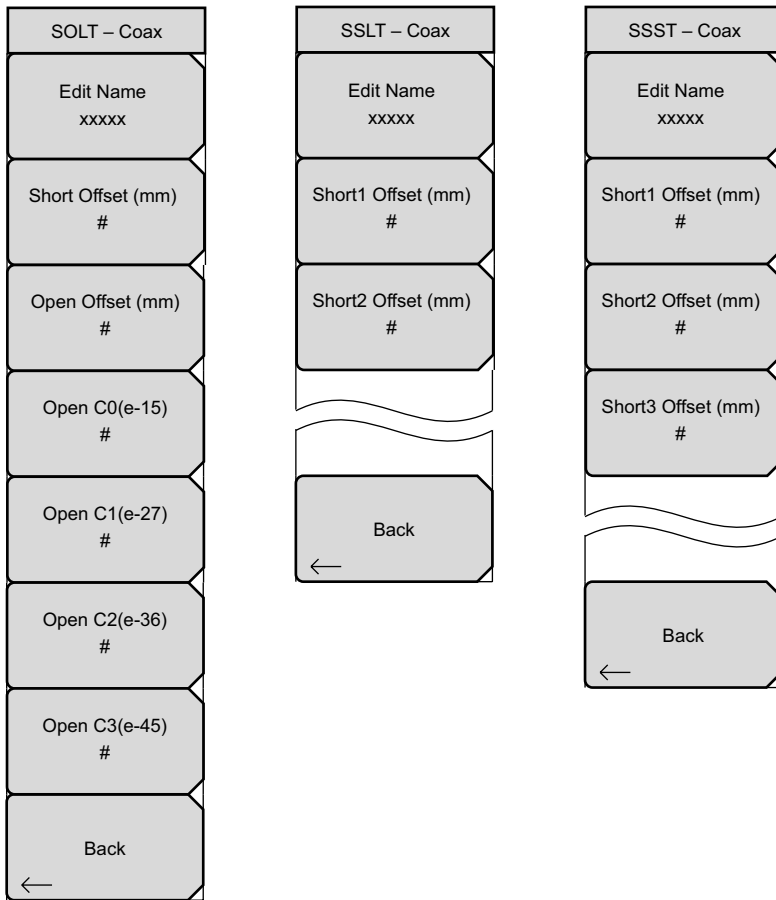 SOLT – Coax
Edit Name
xxxxx
Short Offset (mm)
#
Open Offset (mm)
#
Open C0(e-15)
#
Open C1(e-27)
#
Open C2(e-36)
#
Open C3(e-45)
#
Back
SSLT – Coax
Edit Name
xxxxx
Short1 Offset (mm)
#
Short2 Offset (mm)
#
Back
SSST – Coax
Edit Name
xxxxx
Short1 Offset (mm)
#
Short2 Offset (mm)
#
Short3 Offset (mm)
#
Back